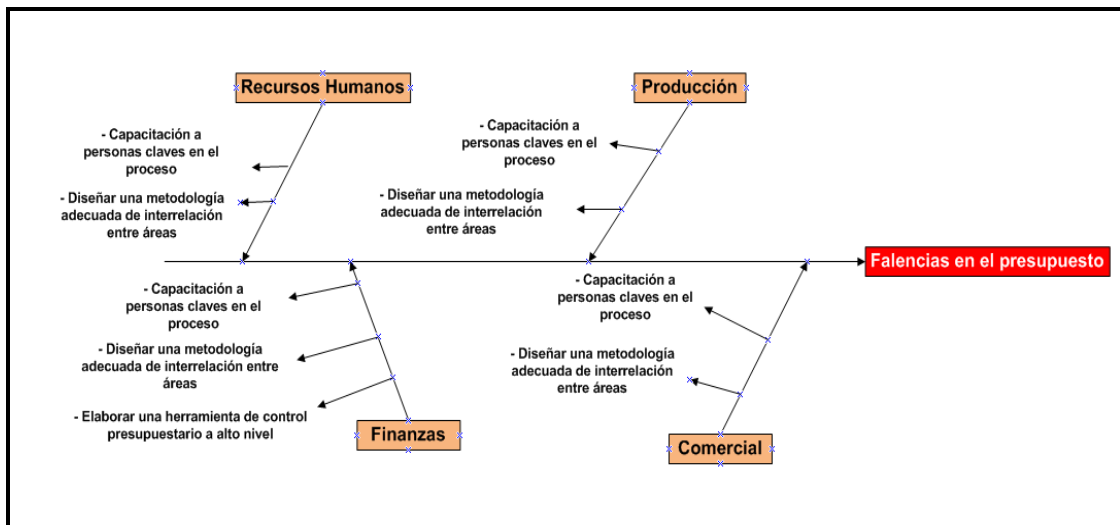 Recursos Humanos
- Capacitación a
personas claves en el
proceso
- Diseñar una metodología
adecuada de interrelación
entre áreas
Producción
- Capacitación a
personas claves en el
proceso
- Diseñar una metodología
adecuada de interrelación
entre áreas
Falencias en el presupuesto
- Capacitación a
personas claves en el
proceso
- Diseñar una metodología
adecuada de interrelación entre
áreas
- Elaborar una herramienta de control
presupuestario a alto nivel
Finanzas
- Capacitación a
personas claves en el
proceso
- Diseñar una metodología
adecuada de interrelación
entre áreas
Comercial